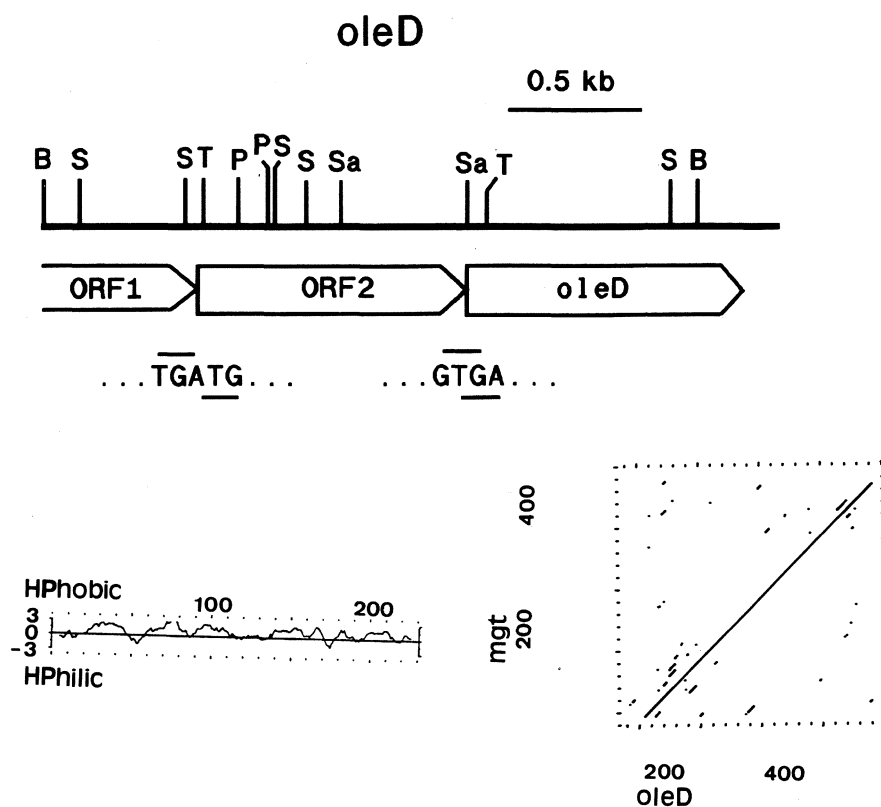 oleD
0.5 kb
B S S T P P S S Sa Sa T S B
ORF1 ORF2 oleD
...TGATG... ...GTGA...
HPhobic
3
0
-3
100 200
HPhilic
mgt
400
200
200 400
oleD